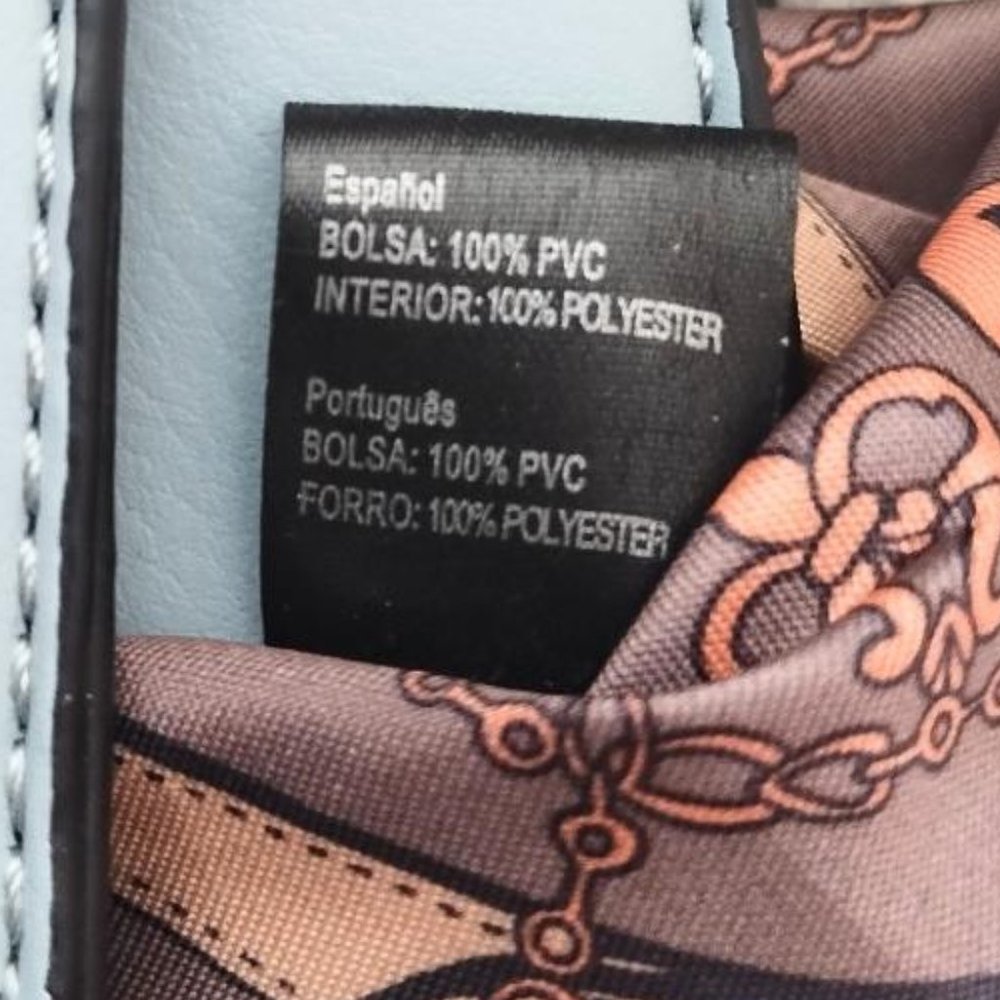 Español
BOLSA: 100% PVC
INTERIOR: 100% POLYESTER
Português
BOLSA: 100% PVC
FORRO: 100% POLYESTER